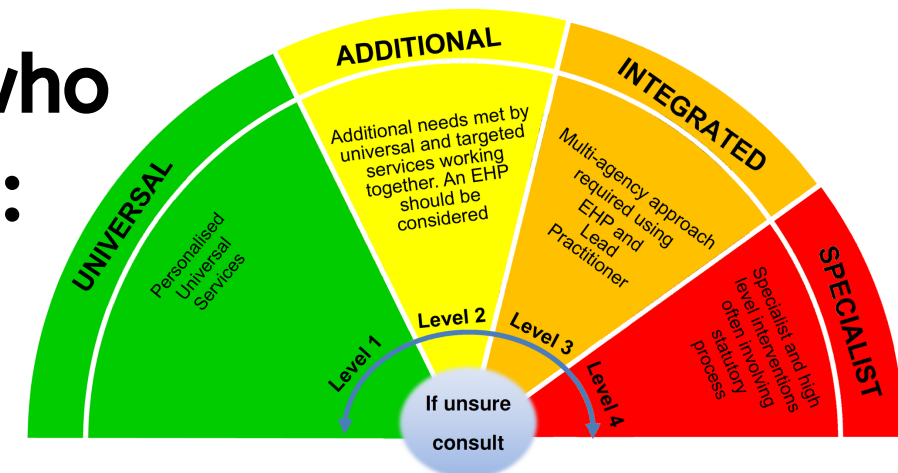 who
:
UNIVERSAL
Personalised
Universal
Services
Level 1
ADDITIONAL
Additional needs met by
universal and targeted
services working
together. An EHP
should be
considered
Level 2
INTEGRATED
Multi-agency approach
required using
EHP and
Lead
Practitioner
Level 3
SPECIALIST
Specialist and high
level interventions
often involving
statutory
process
Level 4
If unsure
consult